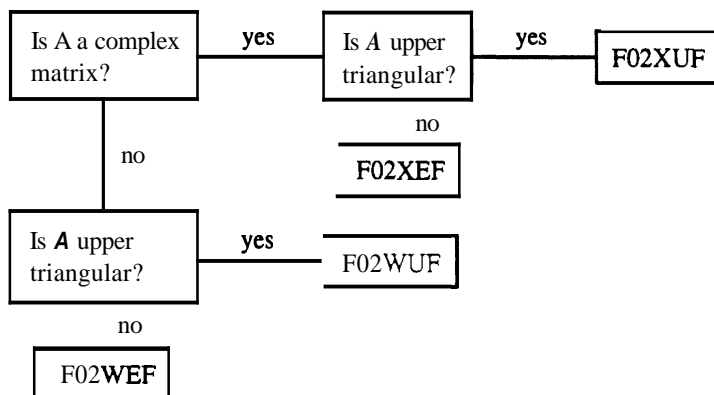 Is A a complex
matrix?
yes
Is A upper
triangular?
yes
F02XUF
no
no
F02XEF
Is A upper
triangular?
yes
F02WUF
no
F02WEF